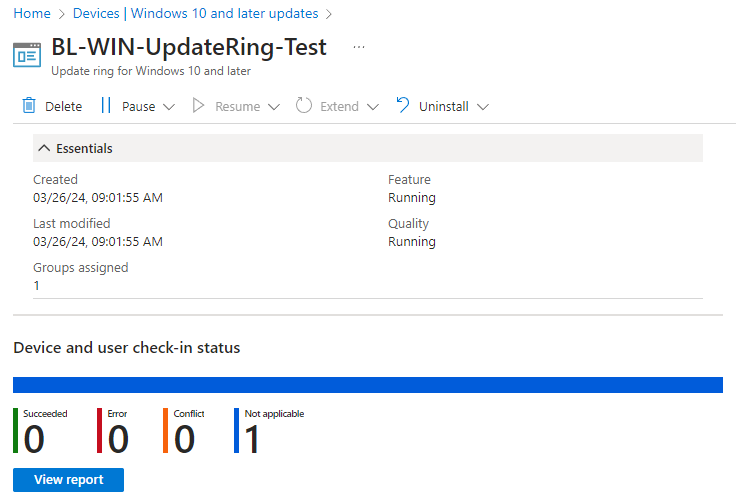 Home > Devices | Windows 10 and later updates >
BL-WIN-UpdateRing-Test ...
Update ring for Windows 10 and later
Delete Pause Resume Extend Uninstall
Essentials
Created Feature
03/26/24, 09:01:55 AM Running
Last modified Quality
03/26/24, 09:01:55 AM Running
Groups assigned
1
Device and user check-in status
Succeeded Error Conflict Not applicable
0 0 0 1
View report